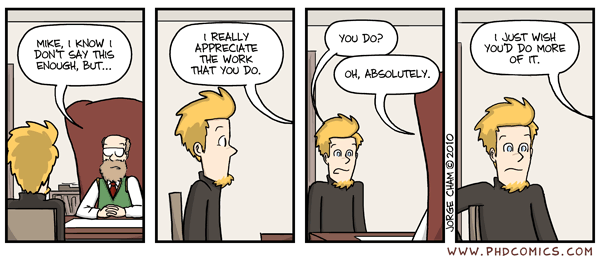 MIKE, I KNOW I
DON'T SAY THIS
ENOUGH, BUT...
I REALLY
APPRECIATE
THE WORK
THAT YOU DO.
YOU DO?
OH, ABSOLUTELY.
I JUST WISH
YOU'D DO MORE
OF IT.
JORGE CHAM © 2010
WWW.PHDCOMICS.COM